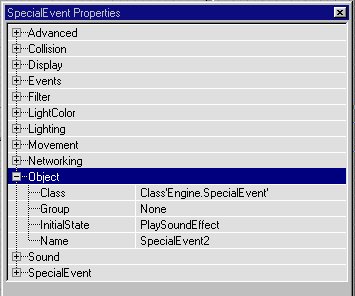 SpecialEvent Properties
Advanced
Collision
Display
Events
Filter
LightColor
Lighting
Movement
Networking
Object
Class Class'Engine.SpecialEvent'
Group None
InitialState PlaySoundEffect
Name SpecialEvent2
Sound
SpecialEvent